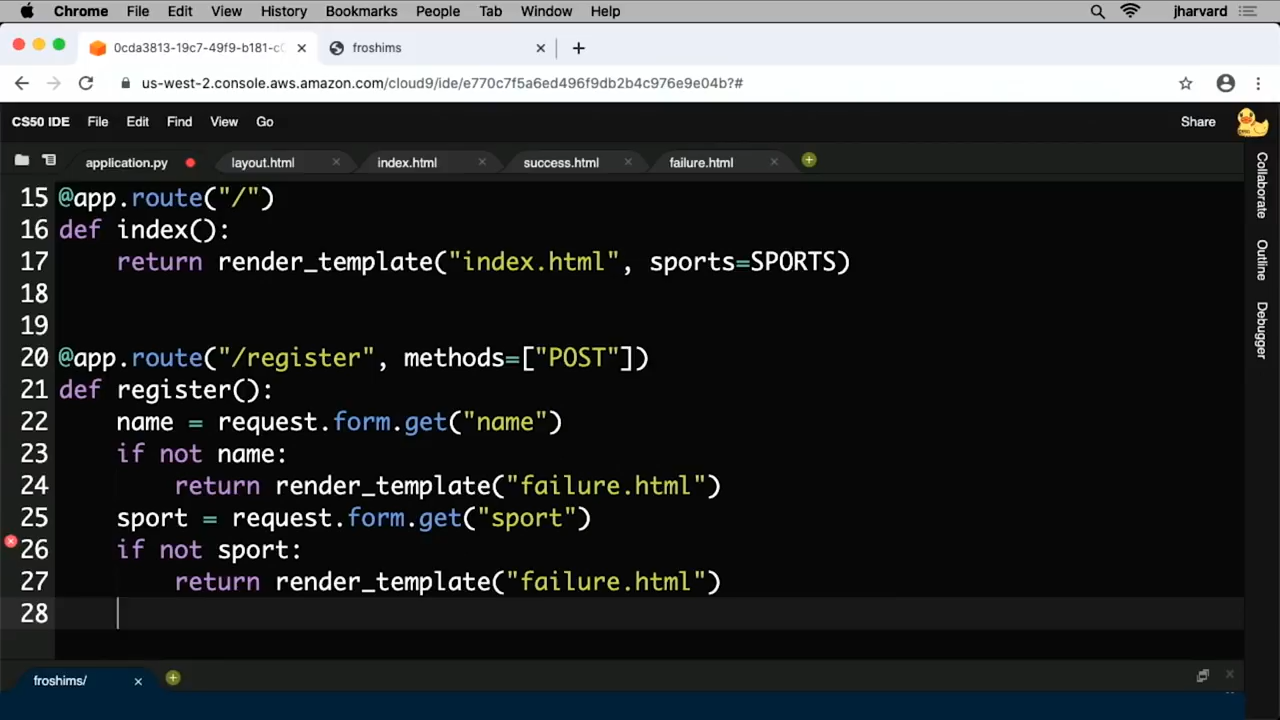 Chrome File Edit View History Bookmarks People Tab Window Help jharvard
0cda3813-19c7-49f9-b181-c froshims
us-west-2.console.aws.amazon.com/cloud9/ide/e770c7f5a6ed496f9db2b4c976e9e04b?#
CS50 IDE File Edit Find View Go Share
application.py layout.html index.html success.html failure.html
15 @app.route("/")
16 def index():
17 return render_template("index.html", sports=SPORTS)
18
19
20 @app.route("/register", methods=["POST"])
21 def register():
22 name = request.form.get("name")
23 if not name:
24 return render_template("failure.html")
25 sport = request.form.get("sport")
26 if not sport:
27 return render_template("failure.html")
28
Collaborate
Outline
Debugger
froshims/